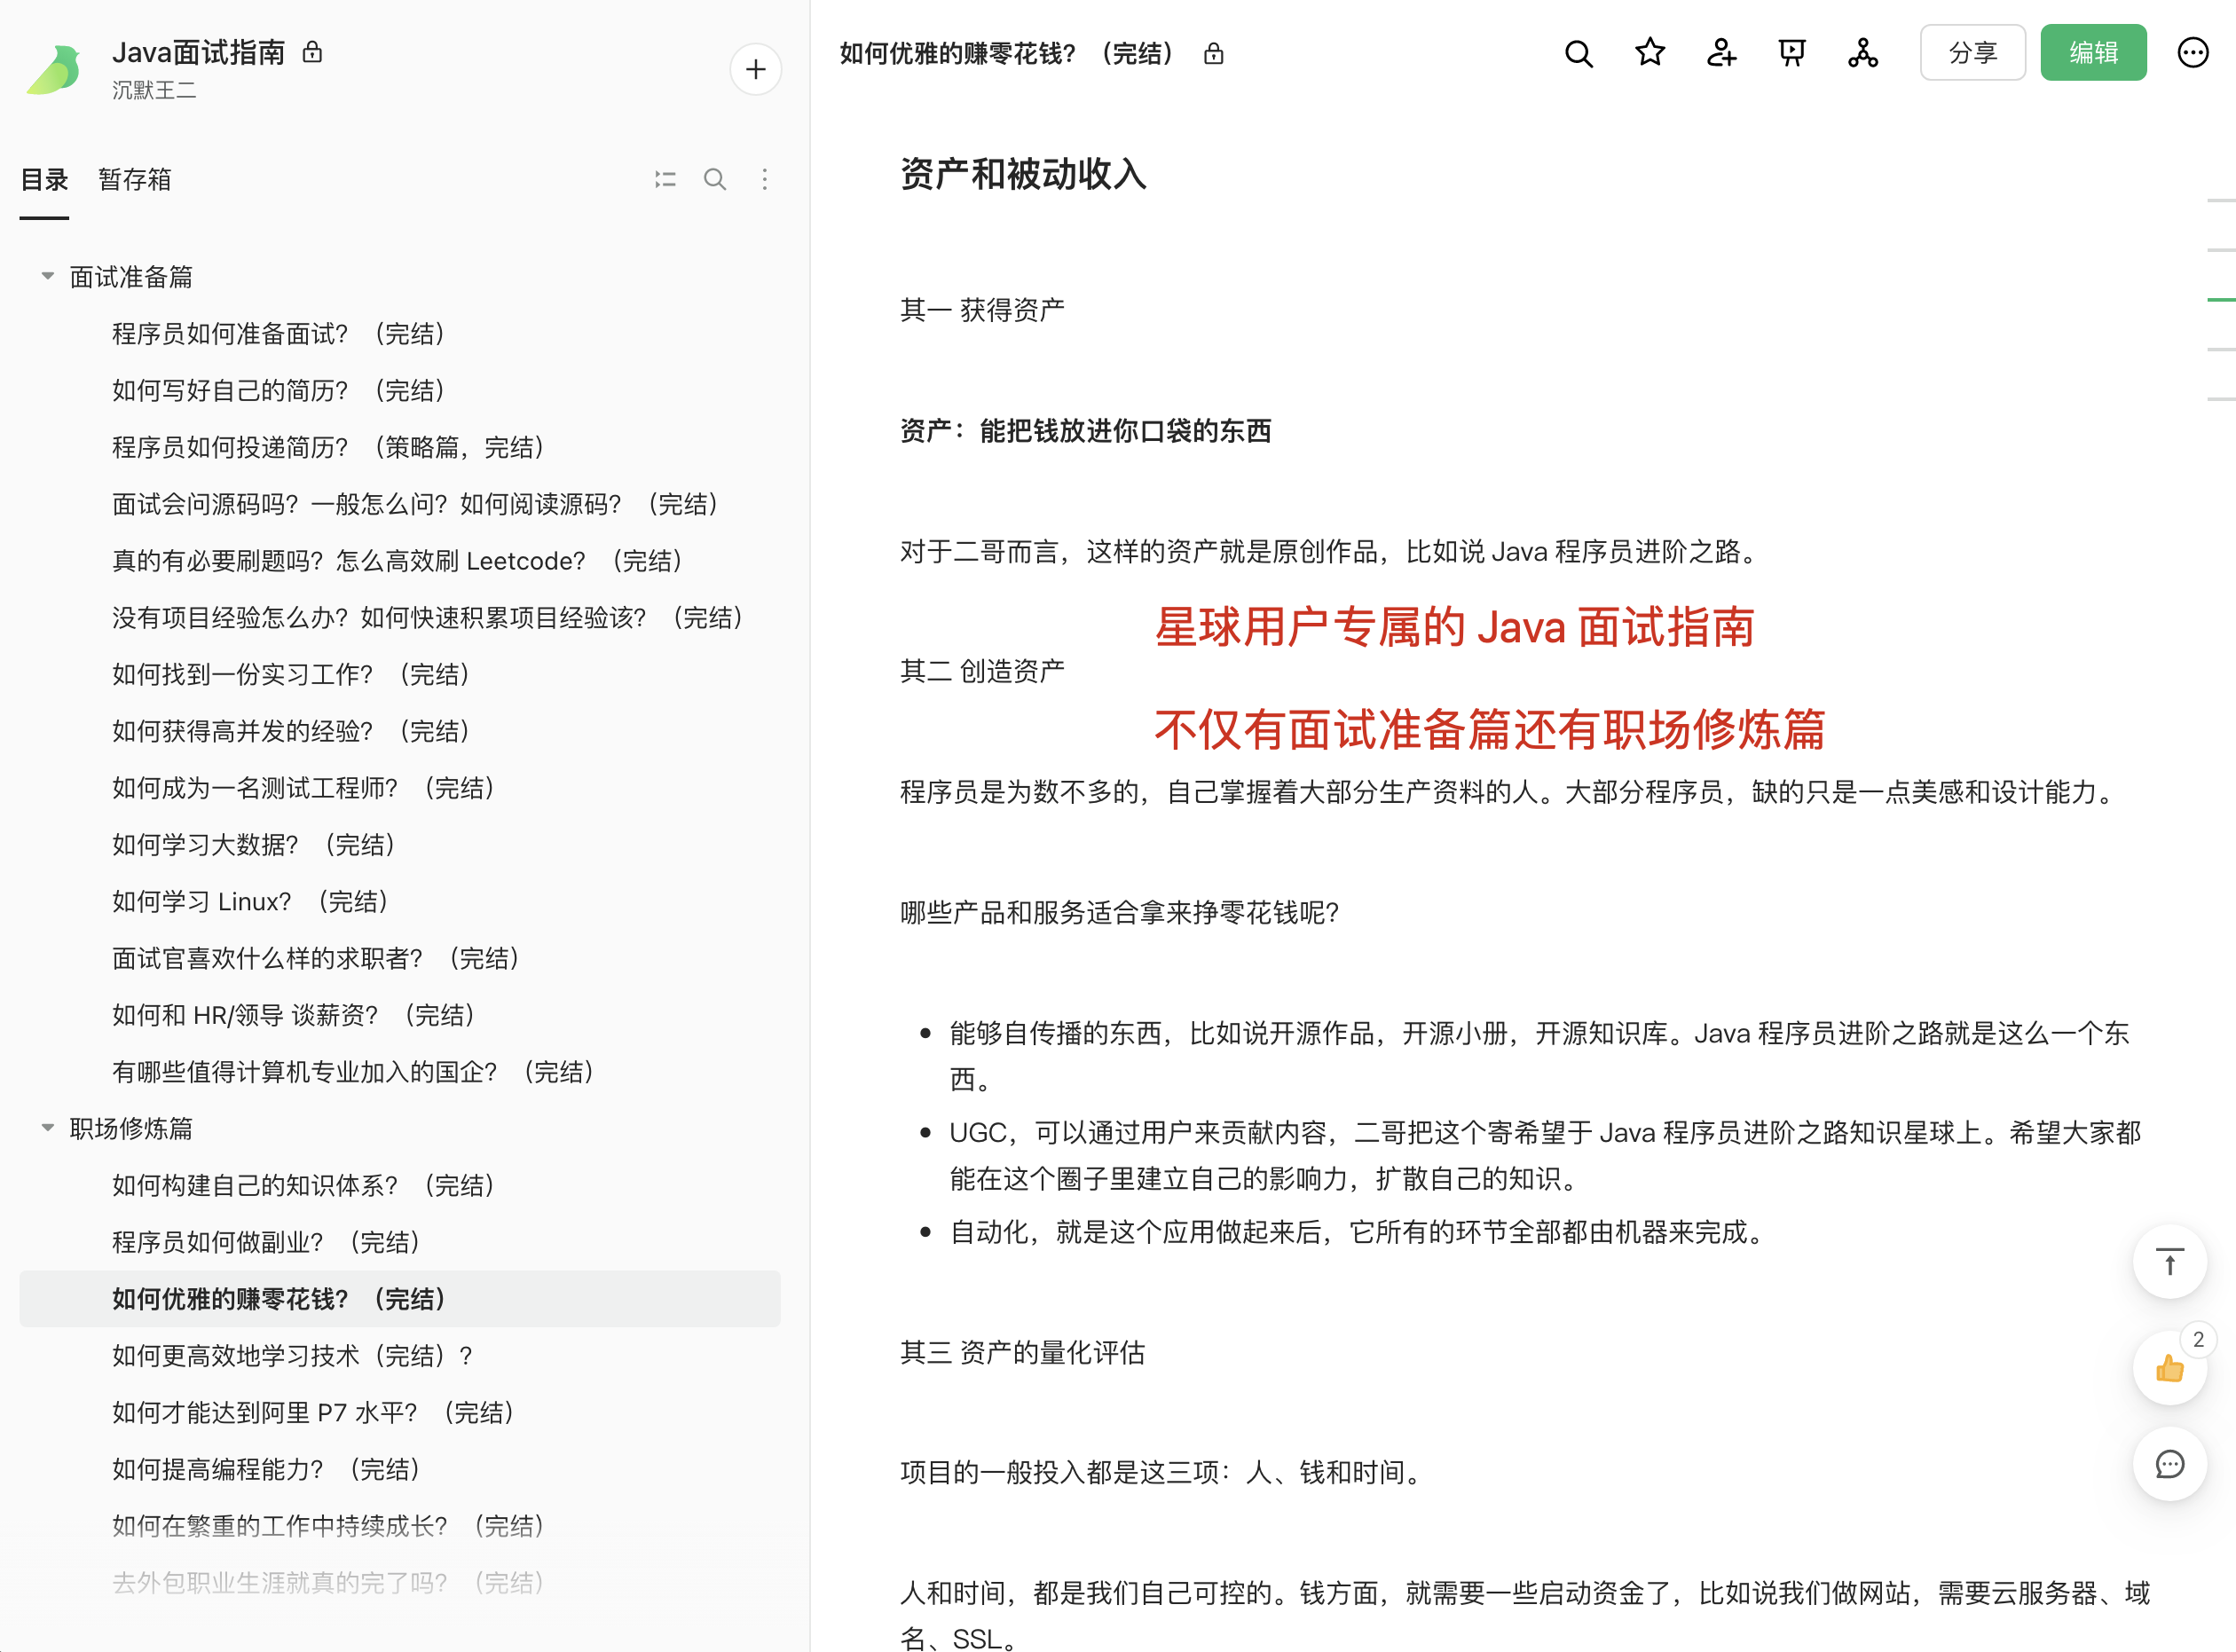 Java面试指南
沉默王二
目录 暂存箱
面试准备篇
程序员如何准备面试？（完结）
如何写好自己的简历？（完结）
程序员如何投递简历？（策略篇，完结）
面试会问源码吗？一般怎么问？如何阅读源码？（完结）
真的有必要刷题吗？怎么高效刷 Leetcode？（完结）
没有项目经验怎么办？如何快速积累项目经验该？（完结）
如何找到一份实习工作？（完结）
如何获得高并发的经验？（完结）
如何成为一名测试工程师？（完结）
如何学习大数据？（完结）
如何学习 Linux？（完结）
面试官喜欢什么样的求职者？（完结）
如何和 HR/领导 谈薪资？（完结）
有哪些值得计算机专业加入的国企？（完结）
职场修炼篇
如何构建自己的知识体系？（完结）
程序员如何做副业？（完结）
如何优雅的赚零花钱？（完结）
如何更高效地学习技术（完结）?
如何才能达到阿里 P7 水平？（完结）
如何提高编程能力？（完结）
如何在繁重的工作中持续成长？（完结）
去外包职业生涯就真的完了吗？（完结）
如何优雅的赚零花钱？（完结）
分享 编辑
资产和被动收入
其一 获得资产
资产：能把钱放进你口袋的东西
对于二哥而言，这样的资产就是原创作品，比如说 Java 程序员进阶之路。
星球用户专属的 Java 面试指南
其二 创造资产
不仅有面试准备篇还有职场修炼篇
程序员是为数不多的，自己掌握着大部分生产资料的人。大部分程序员，缺的只是一点美感和设计能力。
哪些产品和服务适合拿来挣零花钱呢？
能够自传播的东西，比如说开源作品，开源小册，开源知识库。Java 程序员进阶之路就是这么一个东
西。
UGC，可以通过用户来贡献内容，二哥把这个寄希望于 Java 程序员进阶之路知识星球上。希望大家都
能在这个圈子里建立自己的影响力，扩散自己的知识。
自动化，就是这个应用做起来后，它所有的环节全部都由机器来完成。
其三 资产的量化评估
2
项目的一般投入都是这三项：人、钱和时间。
人和时间，都是我们自己可控的。钱方面，就需要一些启动资金了，比如说我们做网站，需要云服务器、域
名、SSL。